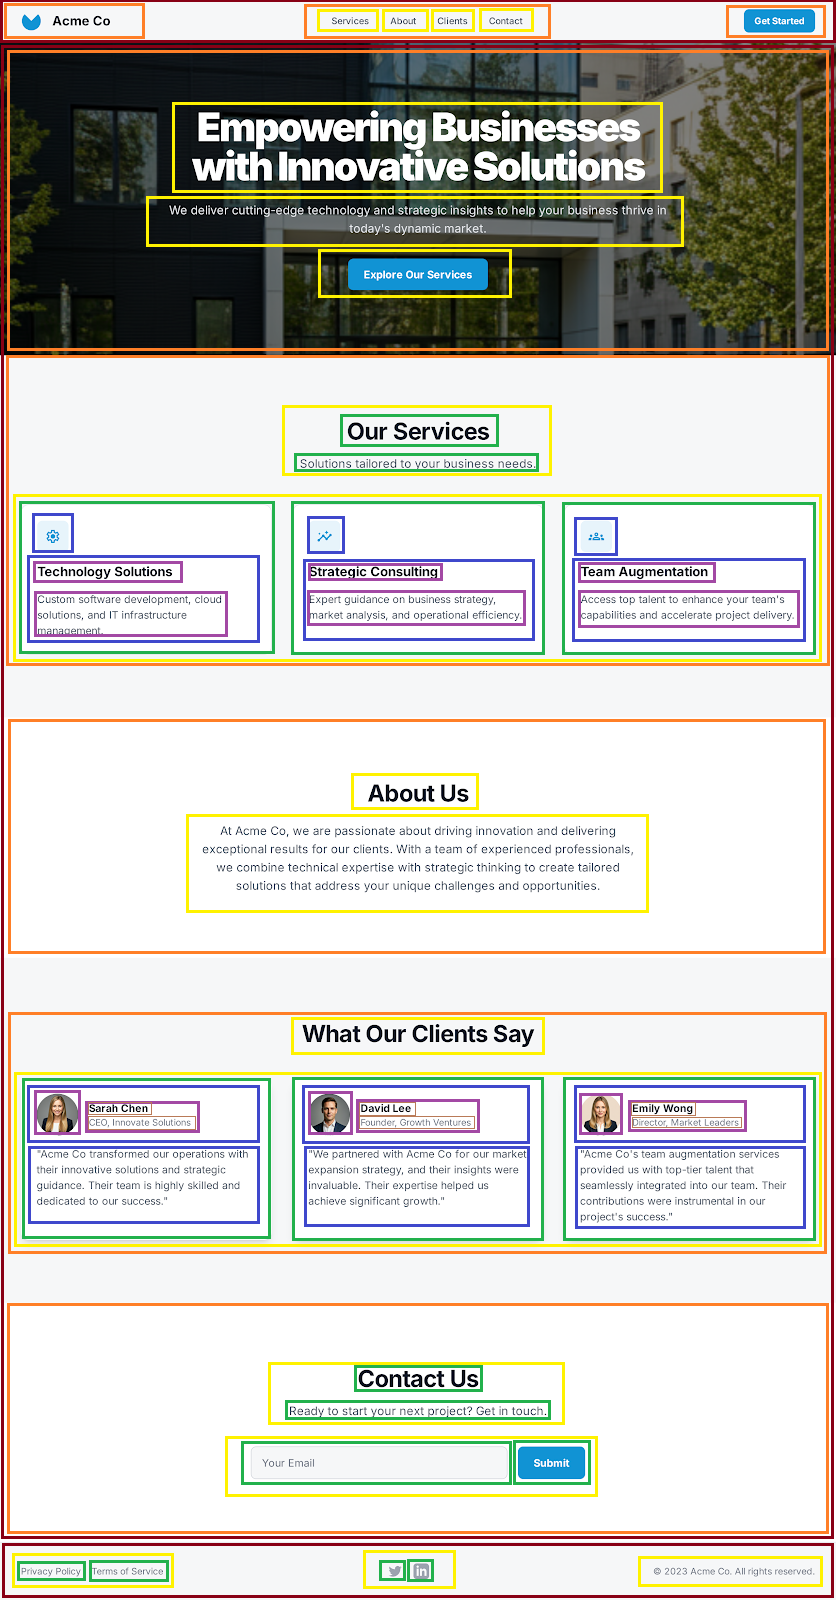 Acme Co
Services
About
Clients
Contact
Get Started
Empowering Businesses
with Innovative Solutions
We deliver cutting-edge technology and strategic insights to help your business thrive in
today's dynamic market.
Explore Our Services
Our Services
Solutions tailored to your business needs.
Technology Solutions
Custom software development, cloud
solutions, and IT infrastructure
management.
Strategic Consulting
Expert guidance on business strategy,
market analysis, and operational efficiency.
Team Augmentation
Access top talent to enhance your team's
capabilities and accelerate project delivery.
About Us
At Acme Co, we are passionate about driving innovation and delivering
exceptional results for our clients. With a team of experienced professionals,
we combine technical expertise with strategic thinking to create tailored
solutions that address your unique challenges and opportunities.
What Our Clients Say
Sarah Chen
CEO, Innovate Solutions
"Acme Co transformed our operations with
their innovative solutions and strategic
guidance. Their team is highly skilled and
dedicated to our success."
David Lee
Founder, Growth Ventures
"We partnered with Acme Co for our market
expansion strategy, and their insights were
invaluable. Their expertise helped us
achieve significant growth."
Emily Wong
Director, Market Leaders
"Acme Co's team augmentation services
provided us with top-tier talent that
seamlessly integrated into our team. Their
contributions were instrumental in our
project's success."
Contact Us
Ready to start your next project? Get in touch.
Your Email
Submit
Privacy Policy
Terms of Service
in
© 2023 Acme Co. All rights reserved.